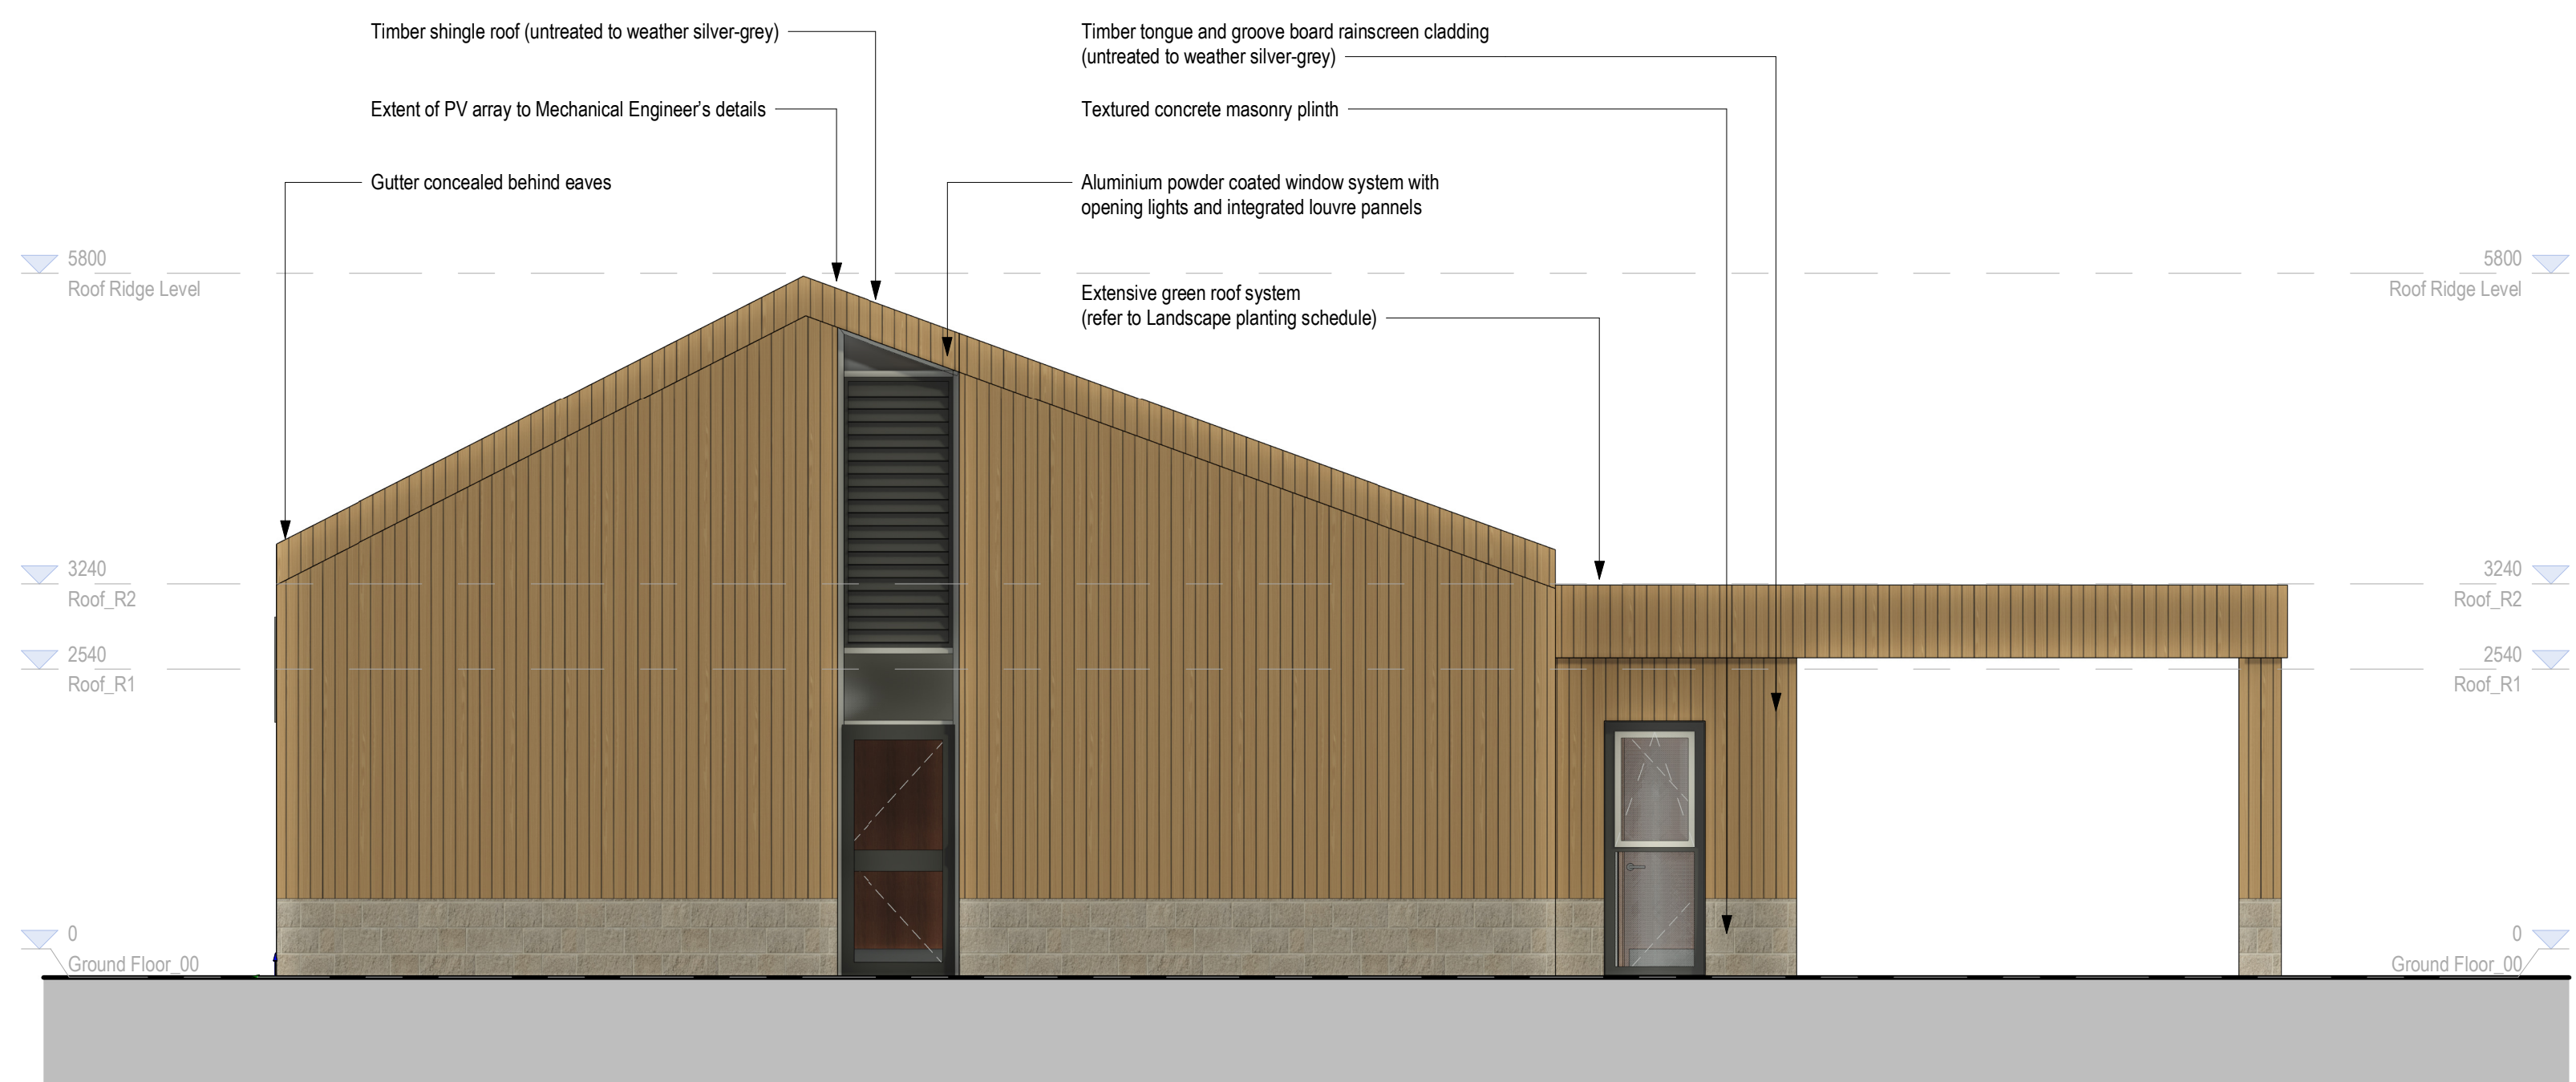 Timber shingle roof (untreated to weather silver-grey)
Extent of PV array to Mechanical Engineer's details
Gutter concealed behind eaves
Timber tongue and groove board rainscreen cladding
(untreated to weather silver-grey)
Textured concrete masonry plinth
Aluminium powder coated window system with
opening lights and integrated louvre pannels
Extensive green roof system
(refer to Landscape planting schedule)
5800
Roof Ridge Level
3240
Roof_R2
2540
Roof_R1
0
Ground Floor_00
5800
Roof Ridge Level
3240
Roof_R2
2540
Roof_R1
0
Ground Floor_00